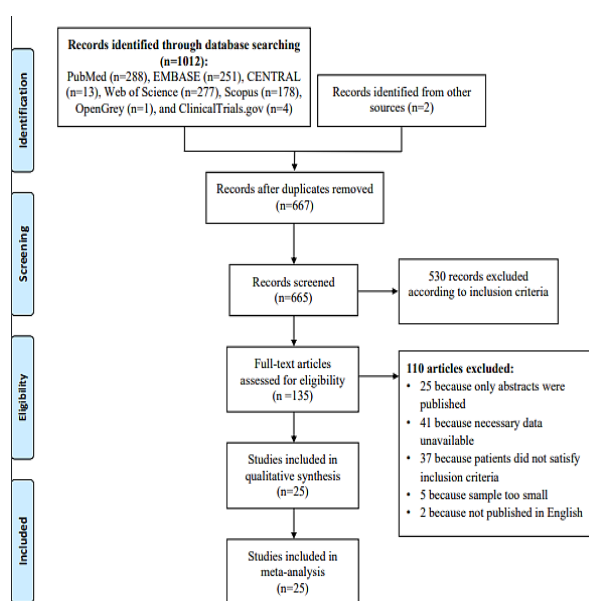 Records identified through database searching
(n=1012):
PubMed (n=288), EMBASE (n=251), CENTRAL
(n=13), Web of Science (n=277), Scopus (n=178),
OpenGrey (n=1), and ClinicalTrials.gov (n=4)
Records identified from other
sources (n=2)
Identification
Records after duplicates removed
(n=667)
Screening
Records screened
(n=665)
530 records excluded
according to inclusion criteria
Full-text articles
assessed for eligibility
(n =135)
Eligibility
110 articles excluded:
• 25 because only abstracts were
published
• 41 because necessary data
unavailable
• 37 because patients did not satisfy
inclusion criteria
• 5 because sample too small
• 2 because not published in English
Studies included in
qualitative synthesis
(n=25)
Included
Studies included in
meta-analysis
(n=25)